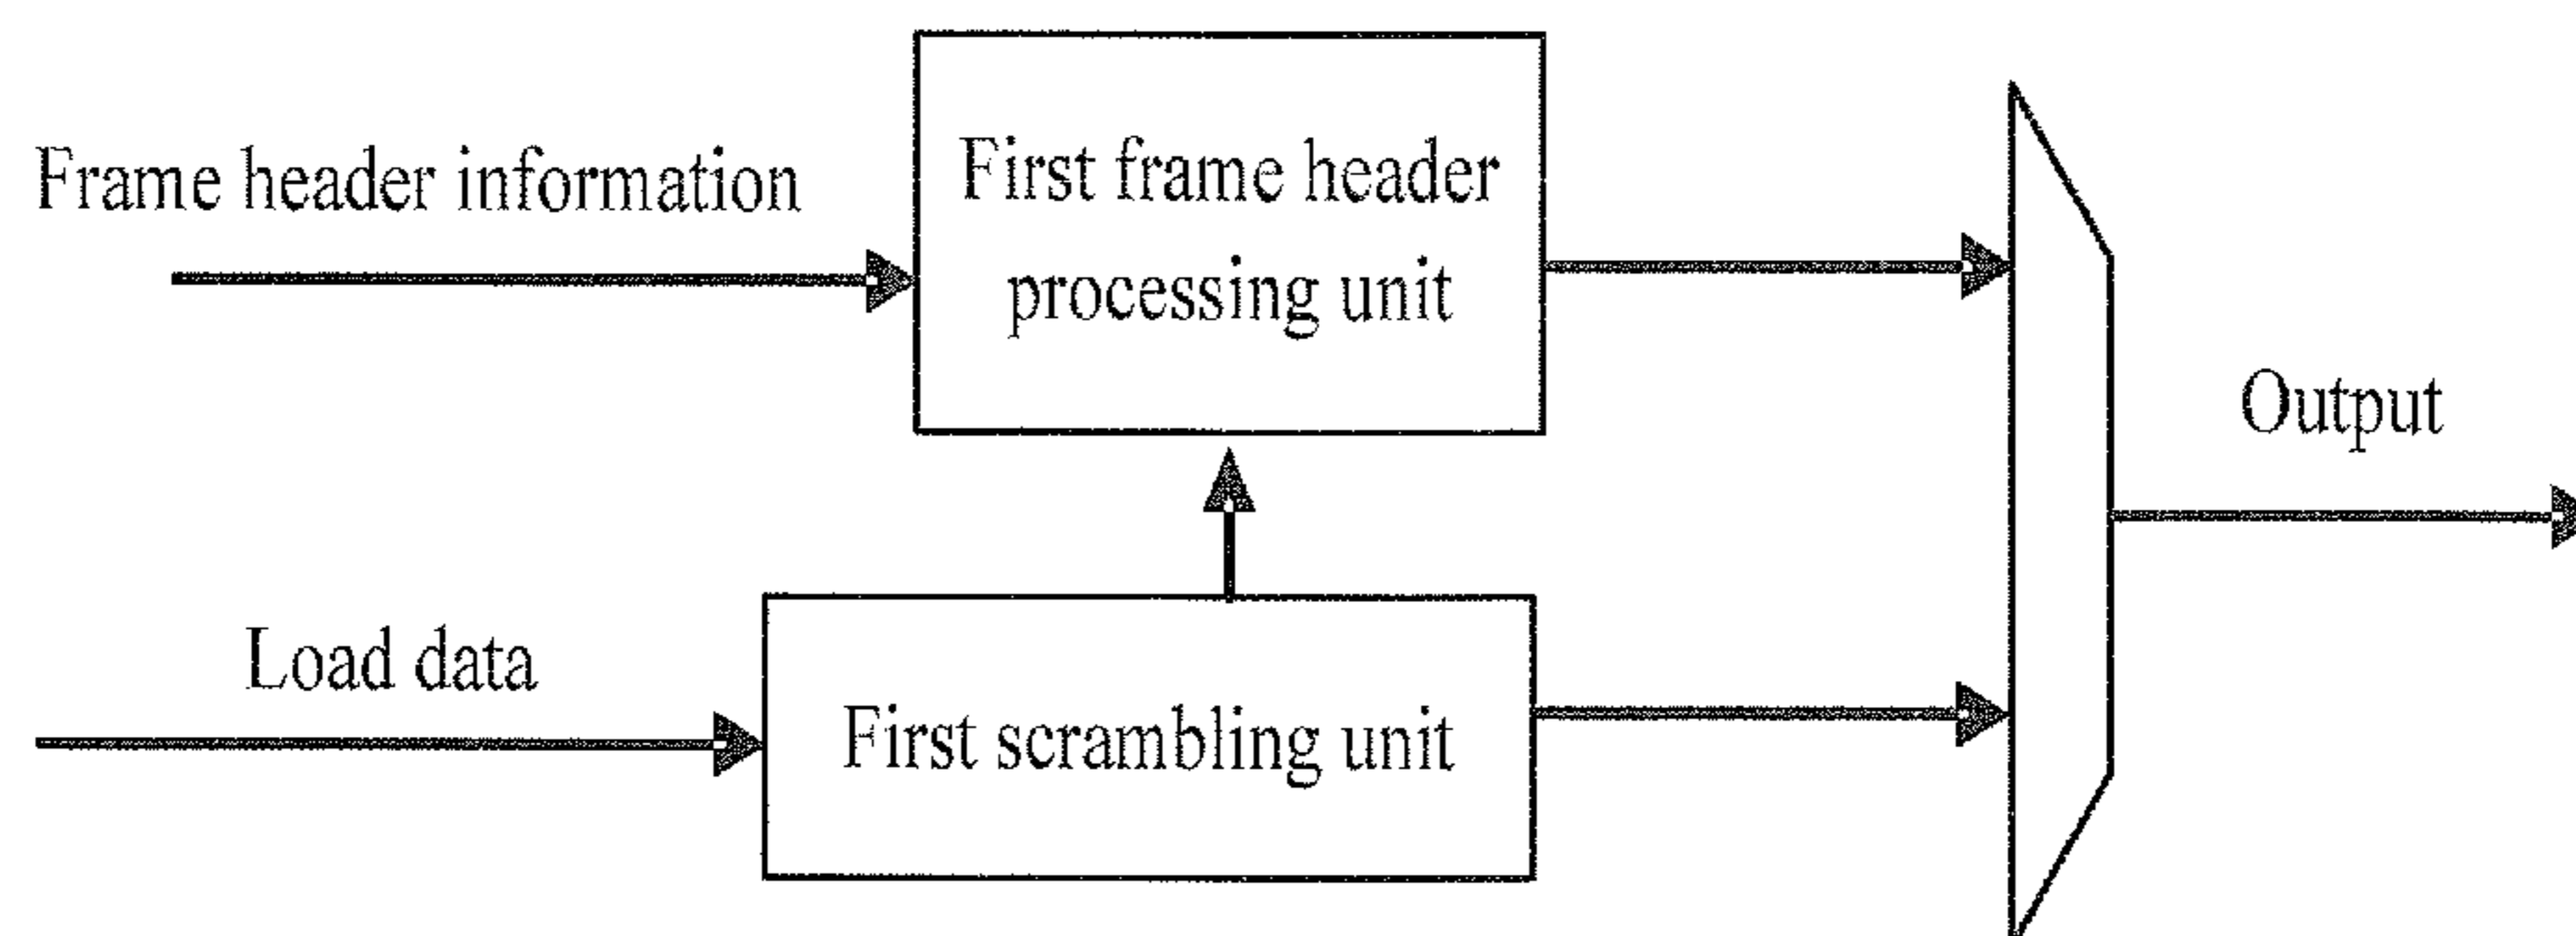 Frame header information
First frame header
processing unit
Output
Load data
First scrambling unit